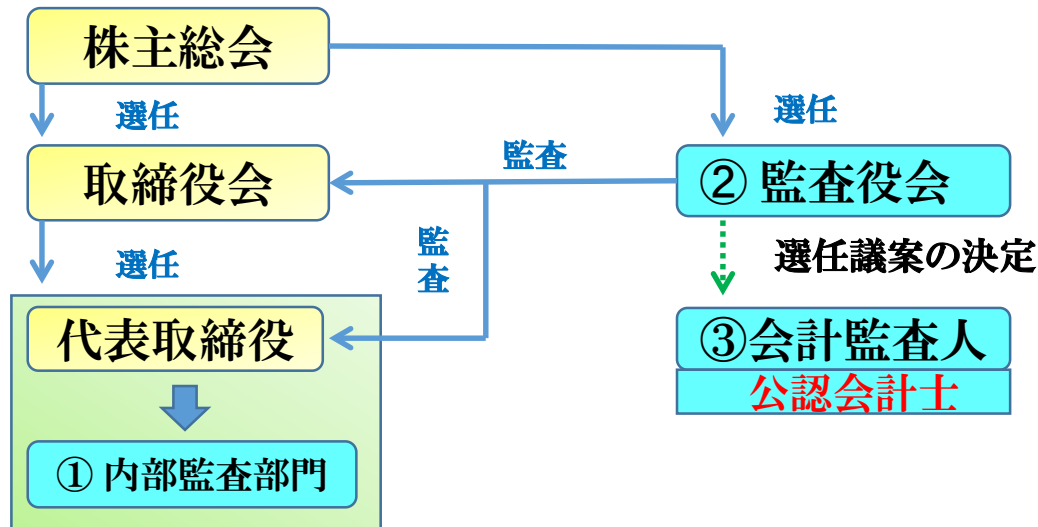 株主総会
選任
選任
監査
取締役会
② 監査役会
監
査
選任議案の決定
選任
代表取締役
③会計監査人
公認会計士
① 内部監査部門